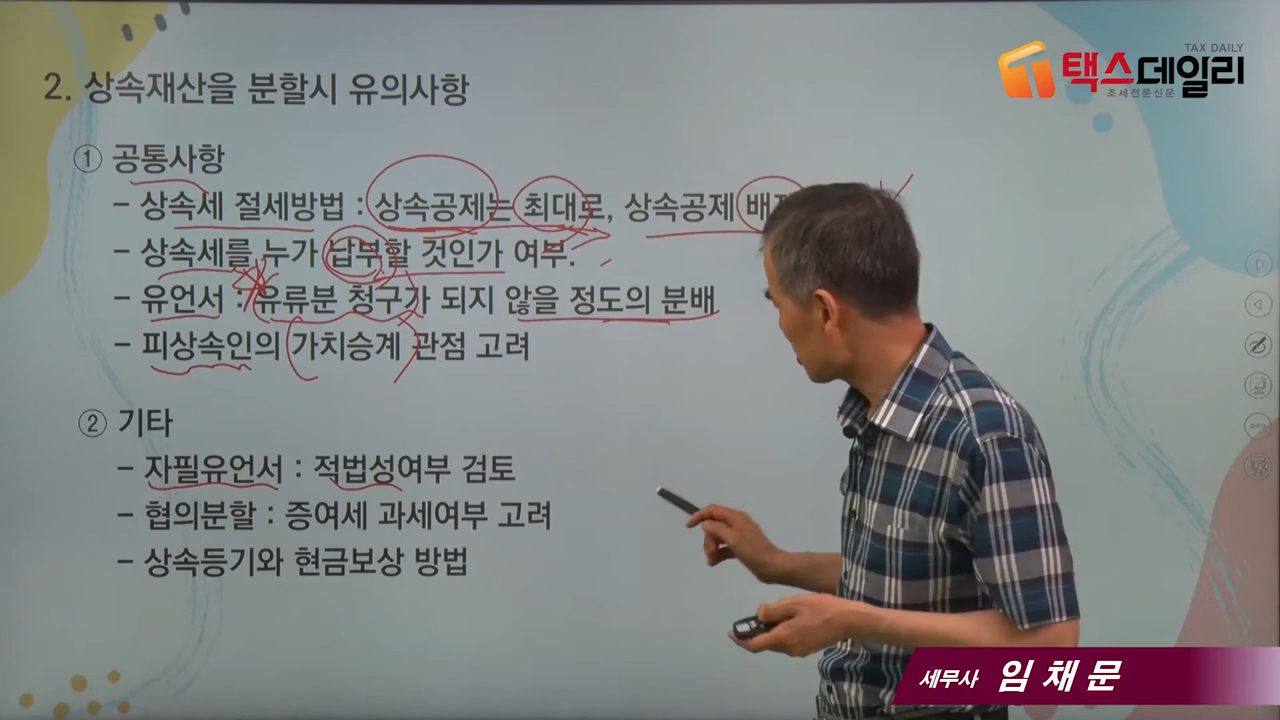 TAX DAILY
택스데일리
조세전문신문
2. 상속재산을 분할시 유의사항
① 공통사항
- 상속세 절세방법 : 상속공제는 최대로, 상속공제
- 상속세를 누가 납부할 것인가 여부.
- 유언서 : 유류분 청구가 되지 않을 정도의 분배
- 피상속인의 가치승계 관점 고려
② 기타
- 자필유언서 : 적법성여부 검토
- 협의분할 : 증여세 과세여부 고려
- 상속등기와 현금보상 방법
세무사 임채문